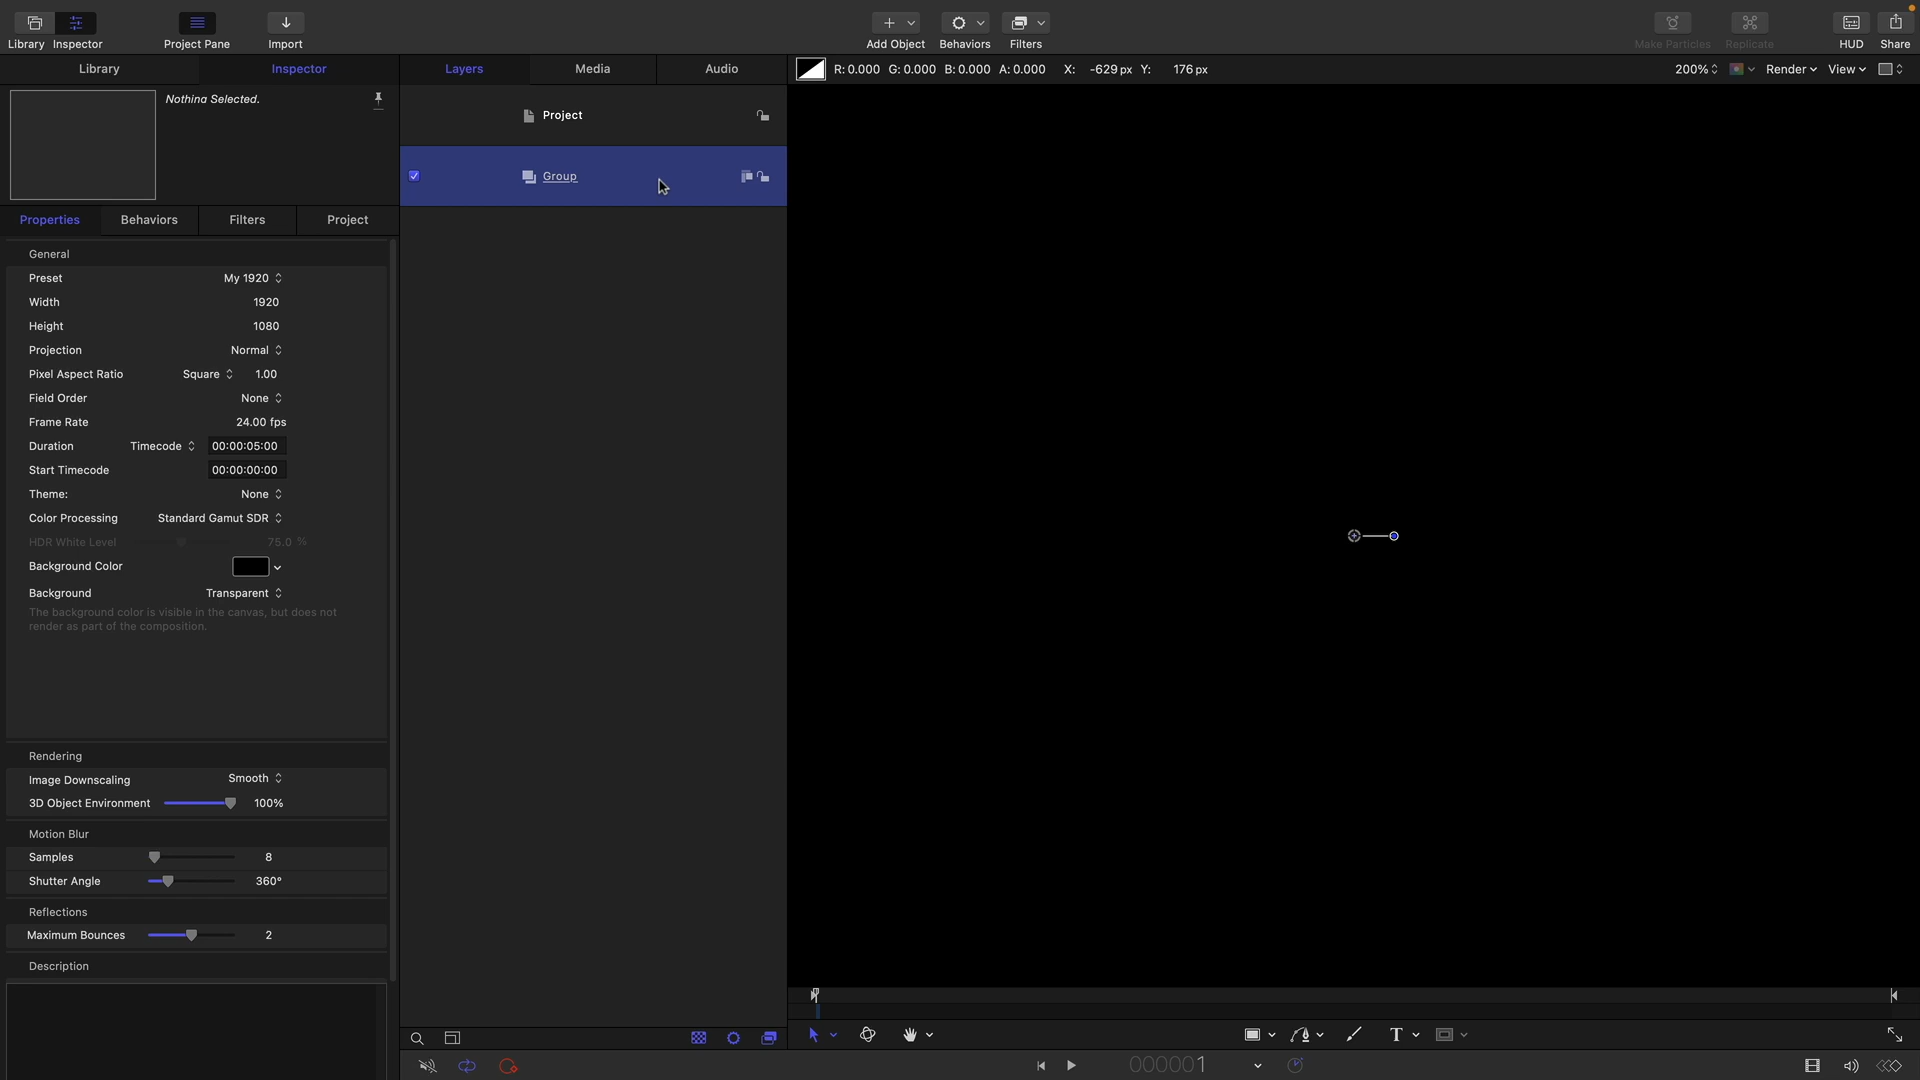 Library Inspector Project Pane Import Add Object Behaviors Filters Make Particles Replicate HUD Share
Library Inspector Layers Media Audio R: 0.000 G: 0.000 B: 0.000 A: 0.000 X: -629 px Y: 176 px 200% Render View
Nothing Selected.
Project
Group
Properties Behaviors Filters Project
General
Preset My 1920
Width 1920
Height 1080
Projection Normal
Pixel Aspect Ratio Square 1.00
Field Order None
Frame Rate 24.00 fps
Duration Timecode 00:00:05:00
Start Timecode 00:00:00:00
Theme: None
Color Processing Standard Gamut SDR
HDR White Level 75.0 %
Background Color
Background Transparent
The background color is visible in the canvas, but does not
render as part of the composition.
Rendering
Image Downscaling Smooth
3D Object Environment 100%
Motion Blur
Samples 8
Shutter Angle 360°
Reflections
Maximum Bounces 2
Description
T
000001